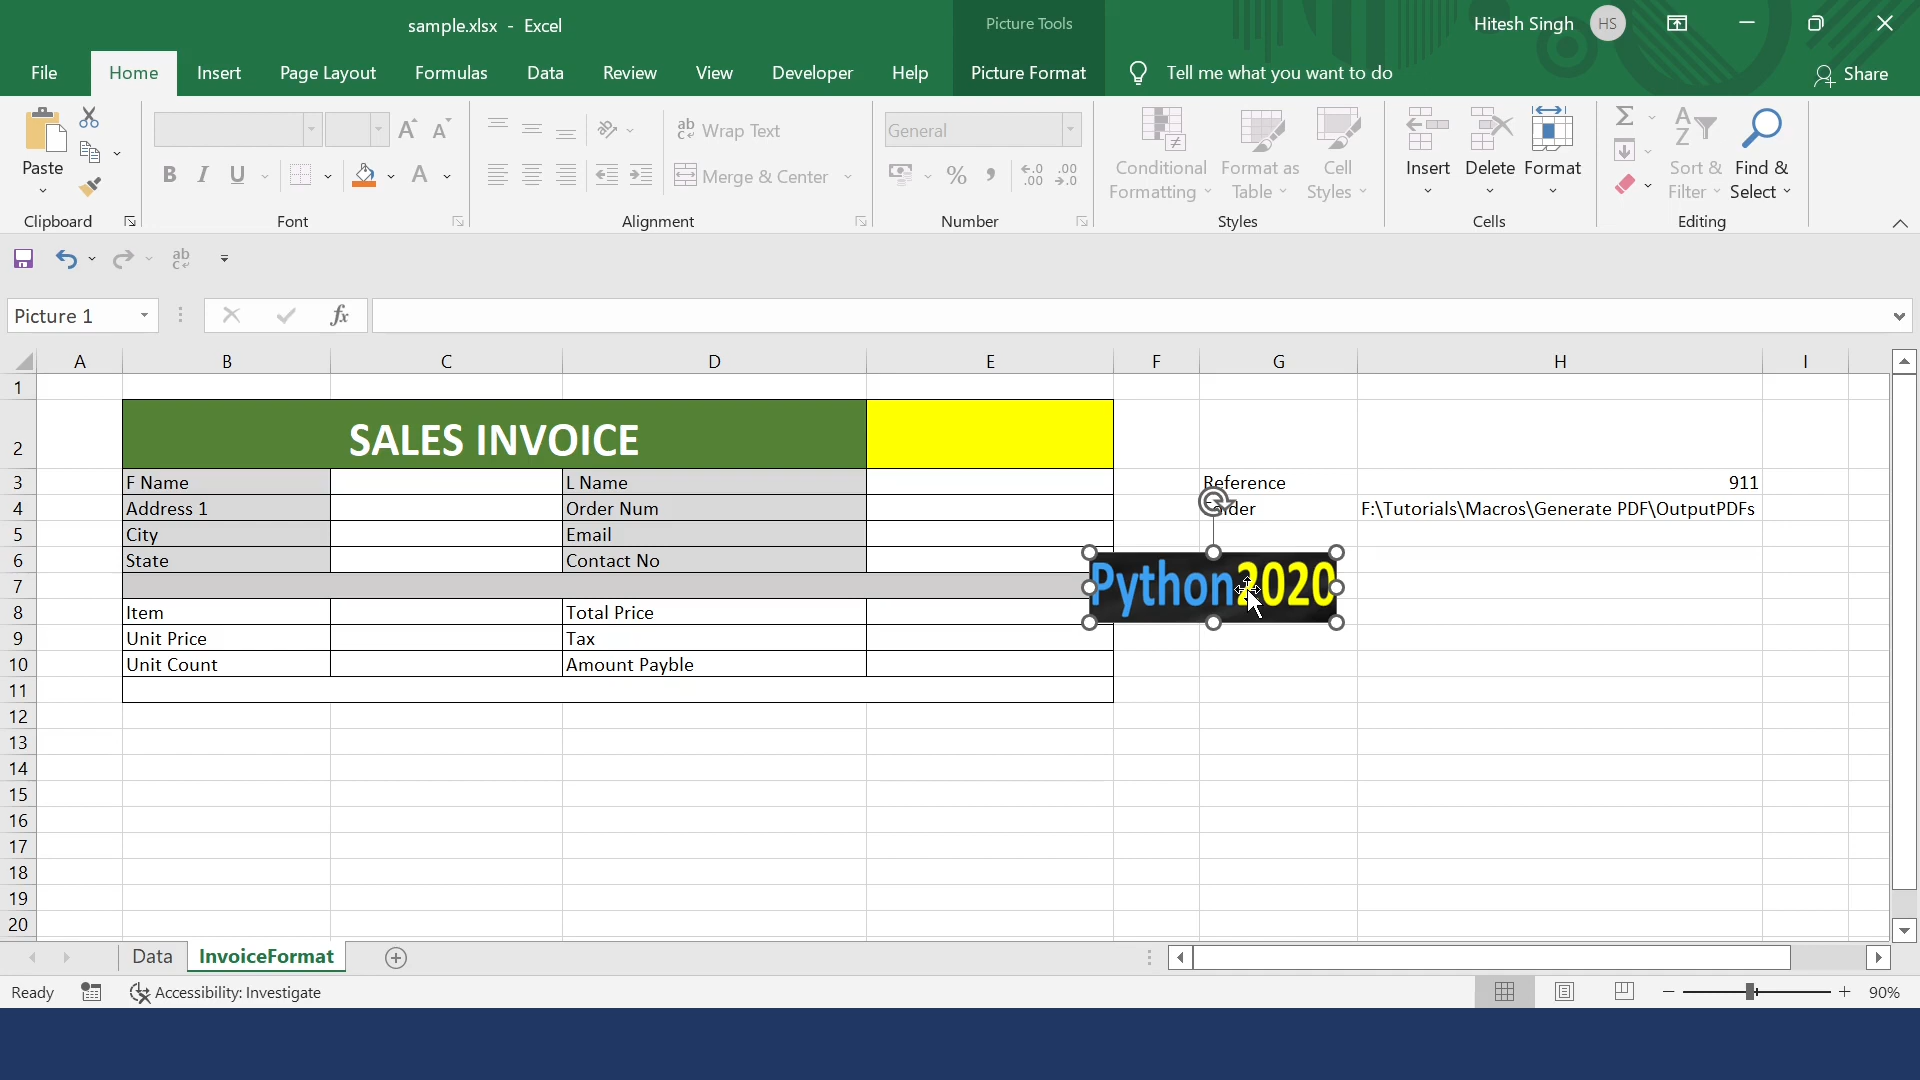 sample.xlsx - Excel
Picture Tools
Hitesh Singh
HS
File
Home
Insert
Page Layout
Formulas
Data
Review
View
Developer
Help
Picture Format
Tell me what you want to do
Share
Paste
Clipboard
B I U
A
Font
ab
c
Wrap Text
Merge & Center
Alignment
General
%
,
.0
.00
.00
.0
Number
Conditional
Formatting
Format as
Table
Cell
Styles
Styles
Insert
Delete
Format
Cells
Sort &
Filter
Find &
Select
Editing
Picture 1
fx
A B C D E F G H I
1
2 SALES INVOICE
3 F Name L Name Reference 911
4 Address 1 Order Num F:\Tutorials\Macros\Generate PDF\OutputPDFs
5 City Email
6 State Contact No
Python2020
7
8 Item Total Price
9 Unit Price Tax
10 Unit Count Amount Payble
11
12
13
14
15
16
17
18
19
20
Data
InvoiceFormat
Ready
Accessibility: Investigate
90%